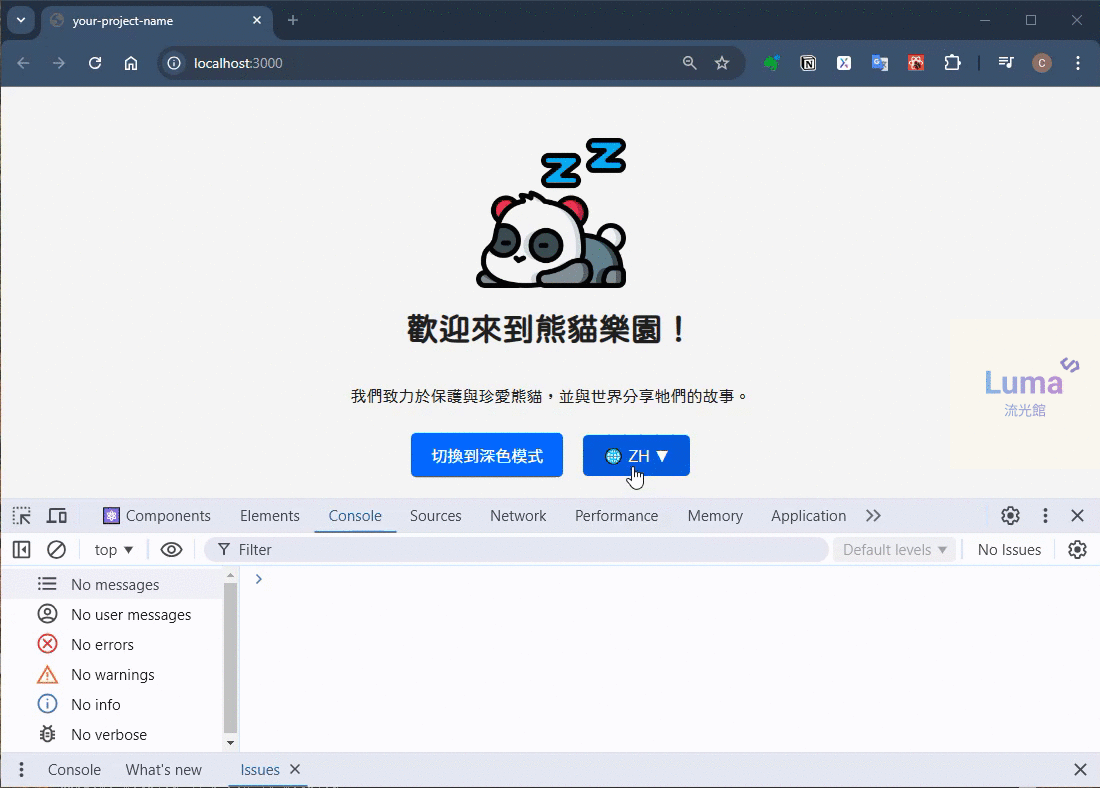 your-project-name
localhost:3000
歡迎來到熊貓樂園！
我們致力於保護與珍愛熊貓，並與世界分享牠們的故事。
切換到深色模式
ZH ▼
Luma
流光館
Components Elements Console Sources Network Performance Memory Application
top ▼ Filter Default levels ▼ No Issues
No messages
No user messages
No errors
No warnings
No info
No verbose
Console What's new Issues